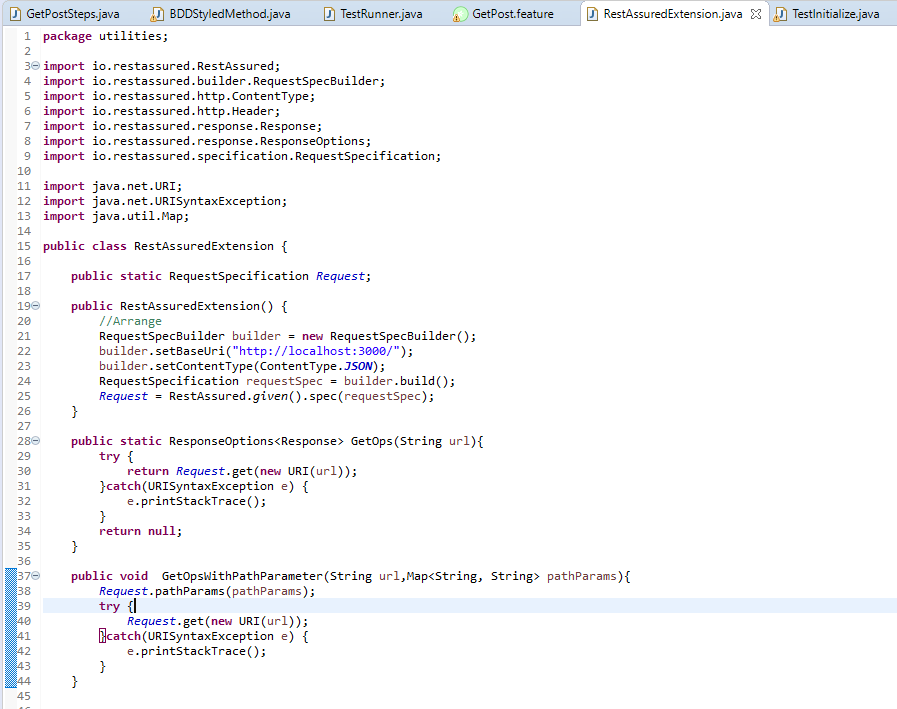 GetPostSteps.java BDDStyledMethod.java TestRunner.java GetPost.feature RestAssuredExtension.java TestInitialize.java
1 package utilities;
2
3 import io.restassured.RestAssured;
4 import io.restassured.builder.RequestSpecBuilder;
5 import io.restassured.http.ContentType;
6 import io.restassured.http.Header;
7 import io.restassured.response.Response;
8 import io.restassured.response.ResponseOptions;
9 import io.restassured.specification.RequestSpecification;
10
11 import java.net.URI;
12 import java.net.URISyntaxException;
13 import java.util.Map;
14
15 public class RestAssuredExtension {
16
17     public static RequestSpecification Request;
18
19     public RestAssuredExtension() {
20         //Arrange
21         RequestSpecBuilder builder = new RequestSpecBuilder();
22         builder.setBaseUri("http://localhost:3000/");
23         builder.setContentType(ContentType.JSON);
24         RequestSpecification requestSpec = builder.build();
25         Request = RestAssured.given().spec(requestSpec);
26     }
27
28     public static ResponseOptions<Response> GetOps(String url){
29         try {
30             return Request.get(new URI(url));
31         }catch(URISyntaxException e) {
32             e.printStackTrace();
33         }
34         return null;
35     }
36
37     public void  GetOpsWithPathParameter(String url,Map<String, String> pathParams){
38         Request.pathParams(pathParams);
39         try {
40             Request.get(new URI(url));
41         }catch(URISyntaxException e) {
42             e.printStackTrace();
43         }
44     }
45